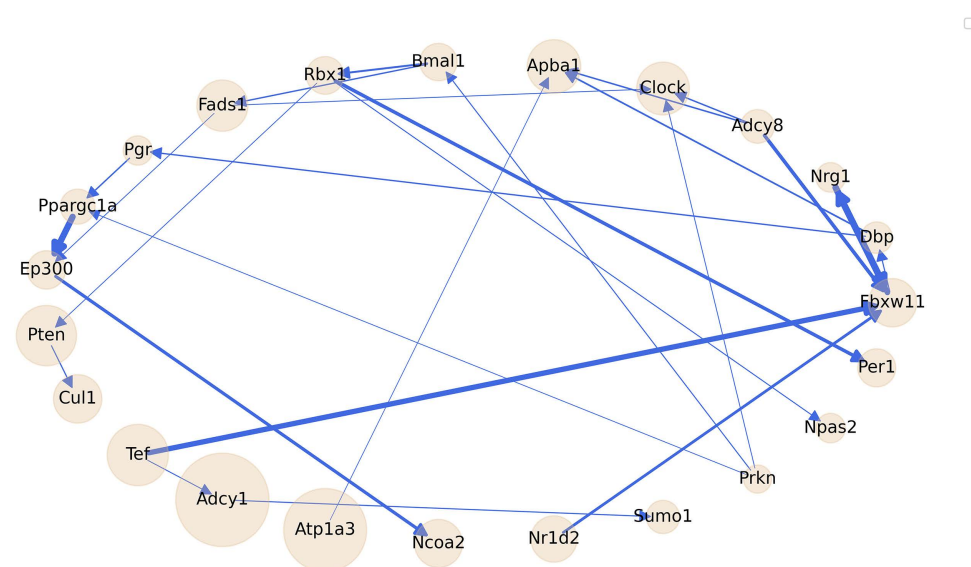 Bmal1
Apba1
Rbx1
Clock
Fads1
Adcy8
Pgr
Nrg1
Ppargc1a
Dbp
Ep300
Fbxw11
Pten
Per1
Cul1
Npas2
Tef
Prkn
Adcy1
Sumo1
Atp1a3
Nr1d2
Ncoa2